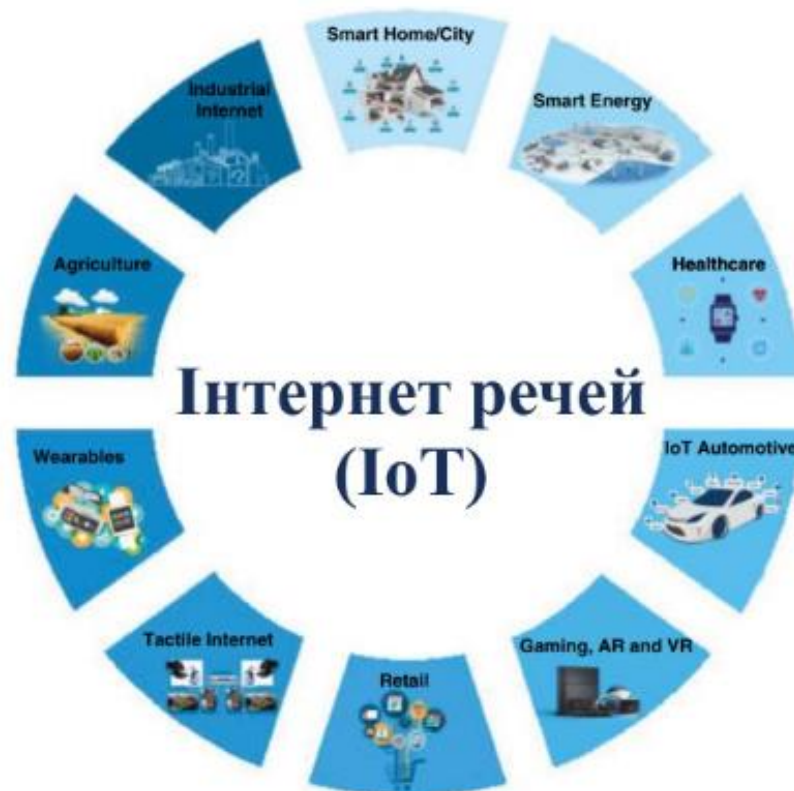 Smart Home/City
Smart Energy
Healthcare
IoT Automotive
Gaming, AR and VR
Retail
Tactile Internet
Wearables
Agriculture
Industrial
Internet
Інтернет речей
(IoT)